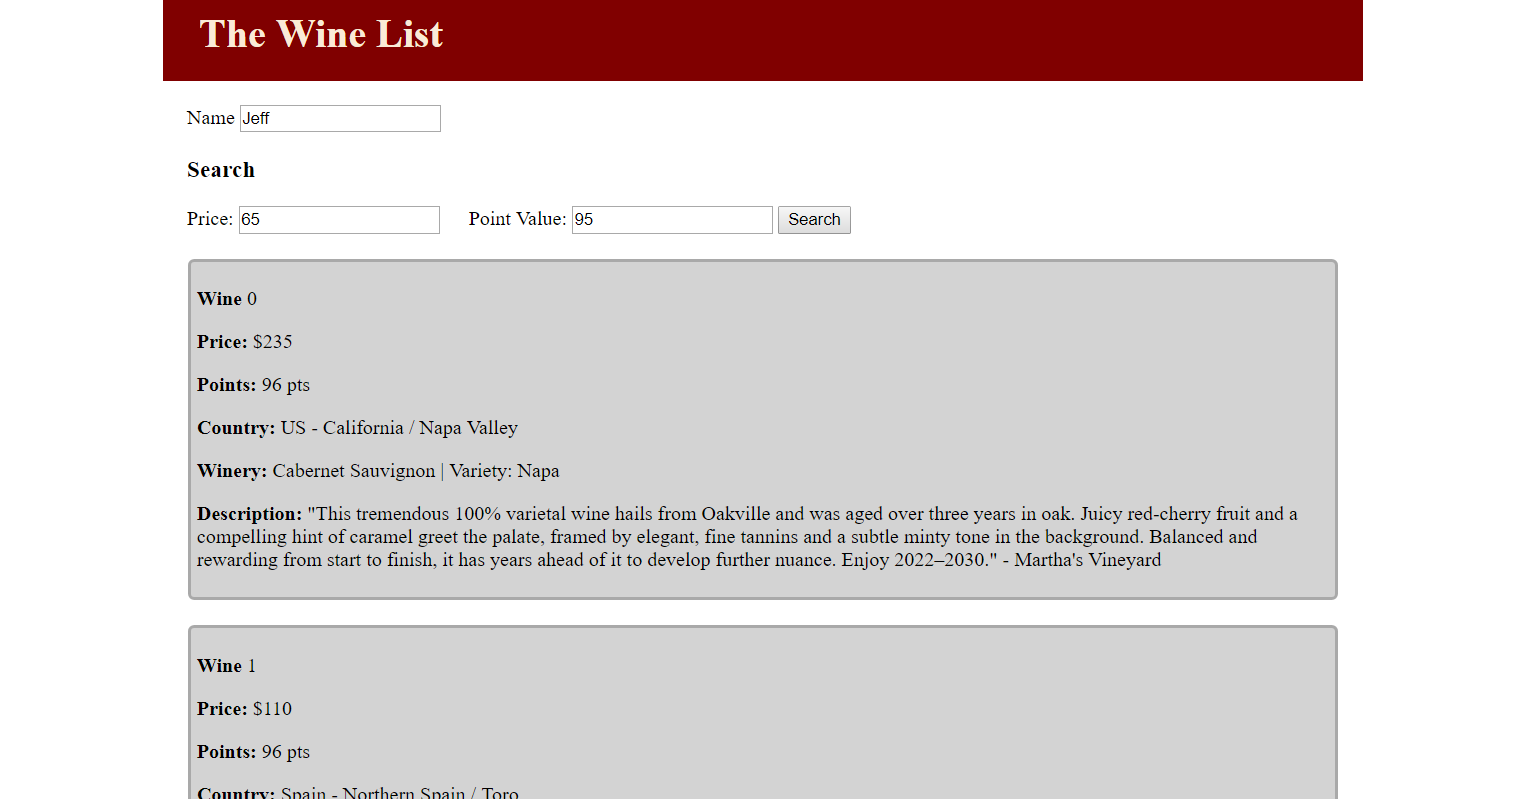 The Wine List
Name Jeff
Search
Price: 65 Point Value: 95 Search
Wine 0
Price: $235
Points: 96 pts
Country: US - California / Napa Valley
Winery: Cabernet Sauvignon | Variety: Napa
Description: "This tremendous 100% varietal wine hails from Oakville and was aged over three years in oak. Juicy red-cherry fruit and a
compelling hint of caramel greet the palate, framed by elegant, fine tannins and a subtle minty tone in the background. Balanced and
rewarding from start to finish, it has years ahead of it to develop further nuance. Enjoy 2022–2030." - Martha's Vineyard
Wine 1
Price: $110
Points: 96 pts
Country: Spain - Northern Spain / Toro